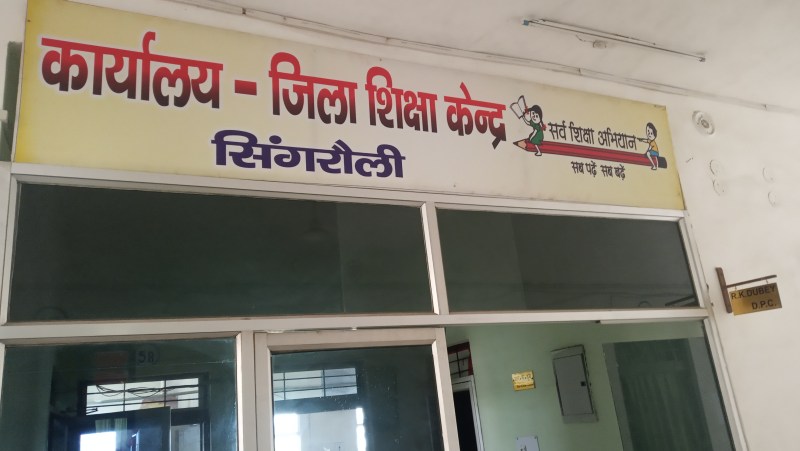 कार्यालय - जिला शिक्षा केन्द्र
सिंगरौली
सर्व शिक्षा अभियान
सब पढ़ें सब बढ़ें
R.K.DUBEY
D.P.C.